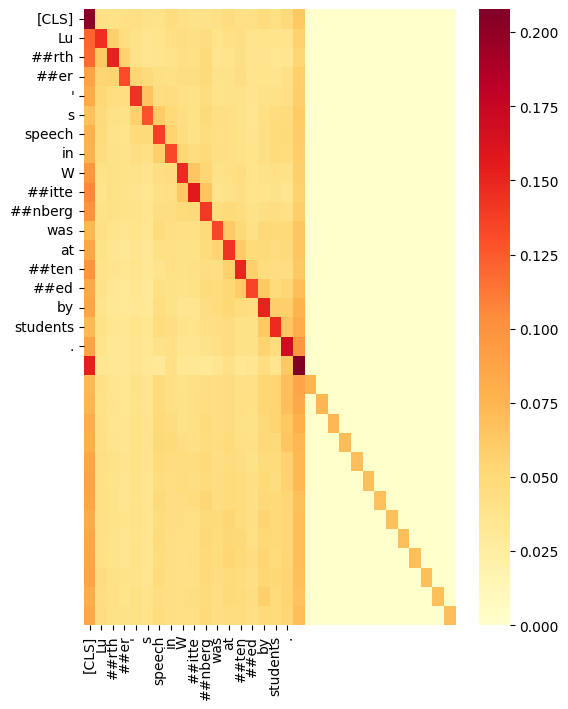 [CLS]
Lu
##rth
##er
'
s
speech
in
W
##itte
##nberg
was
at
##ten
##ed
by
students
.
0.200
0.175
0.150
0.125
0.100
0.075
0.050
0.025
0.000
[CLS]
Lu
##rth
##er
'
s
speech
in
W
##itte
##nberg
was
at
##ten
##ed
by
students
.